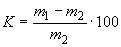 K = (m₁ − m₂) / m₂ · 100